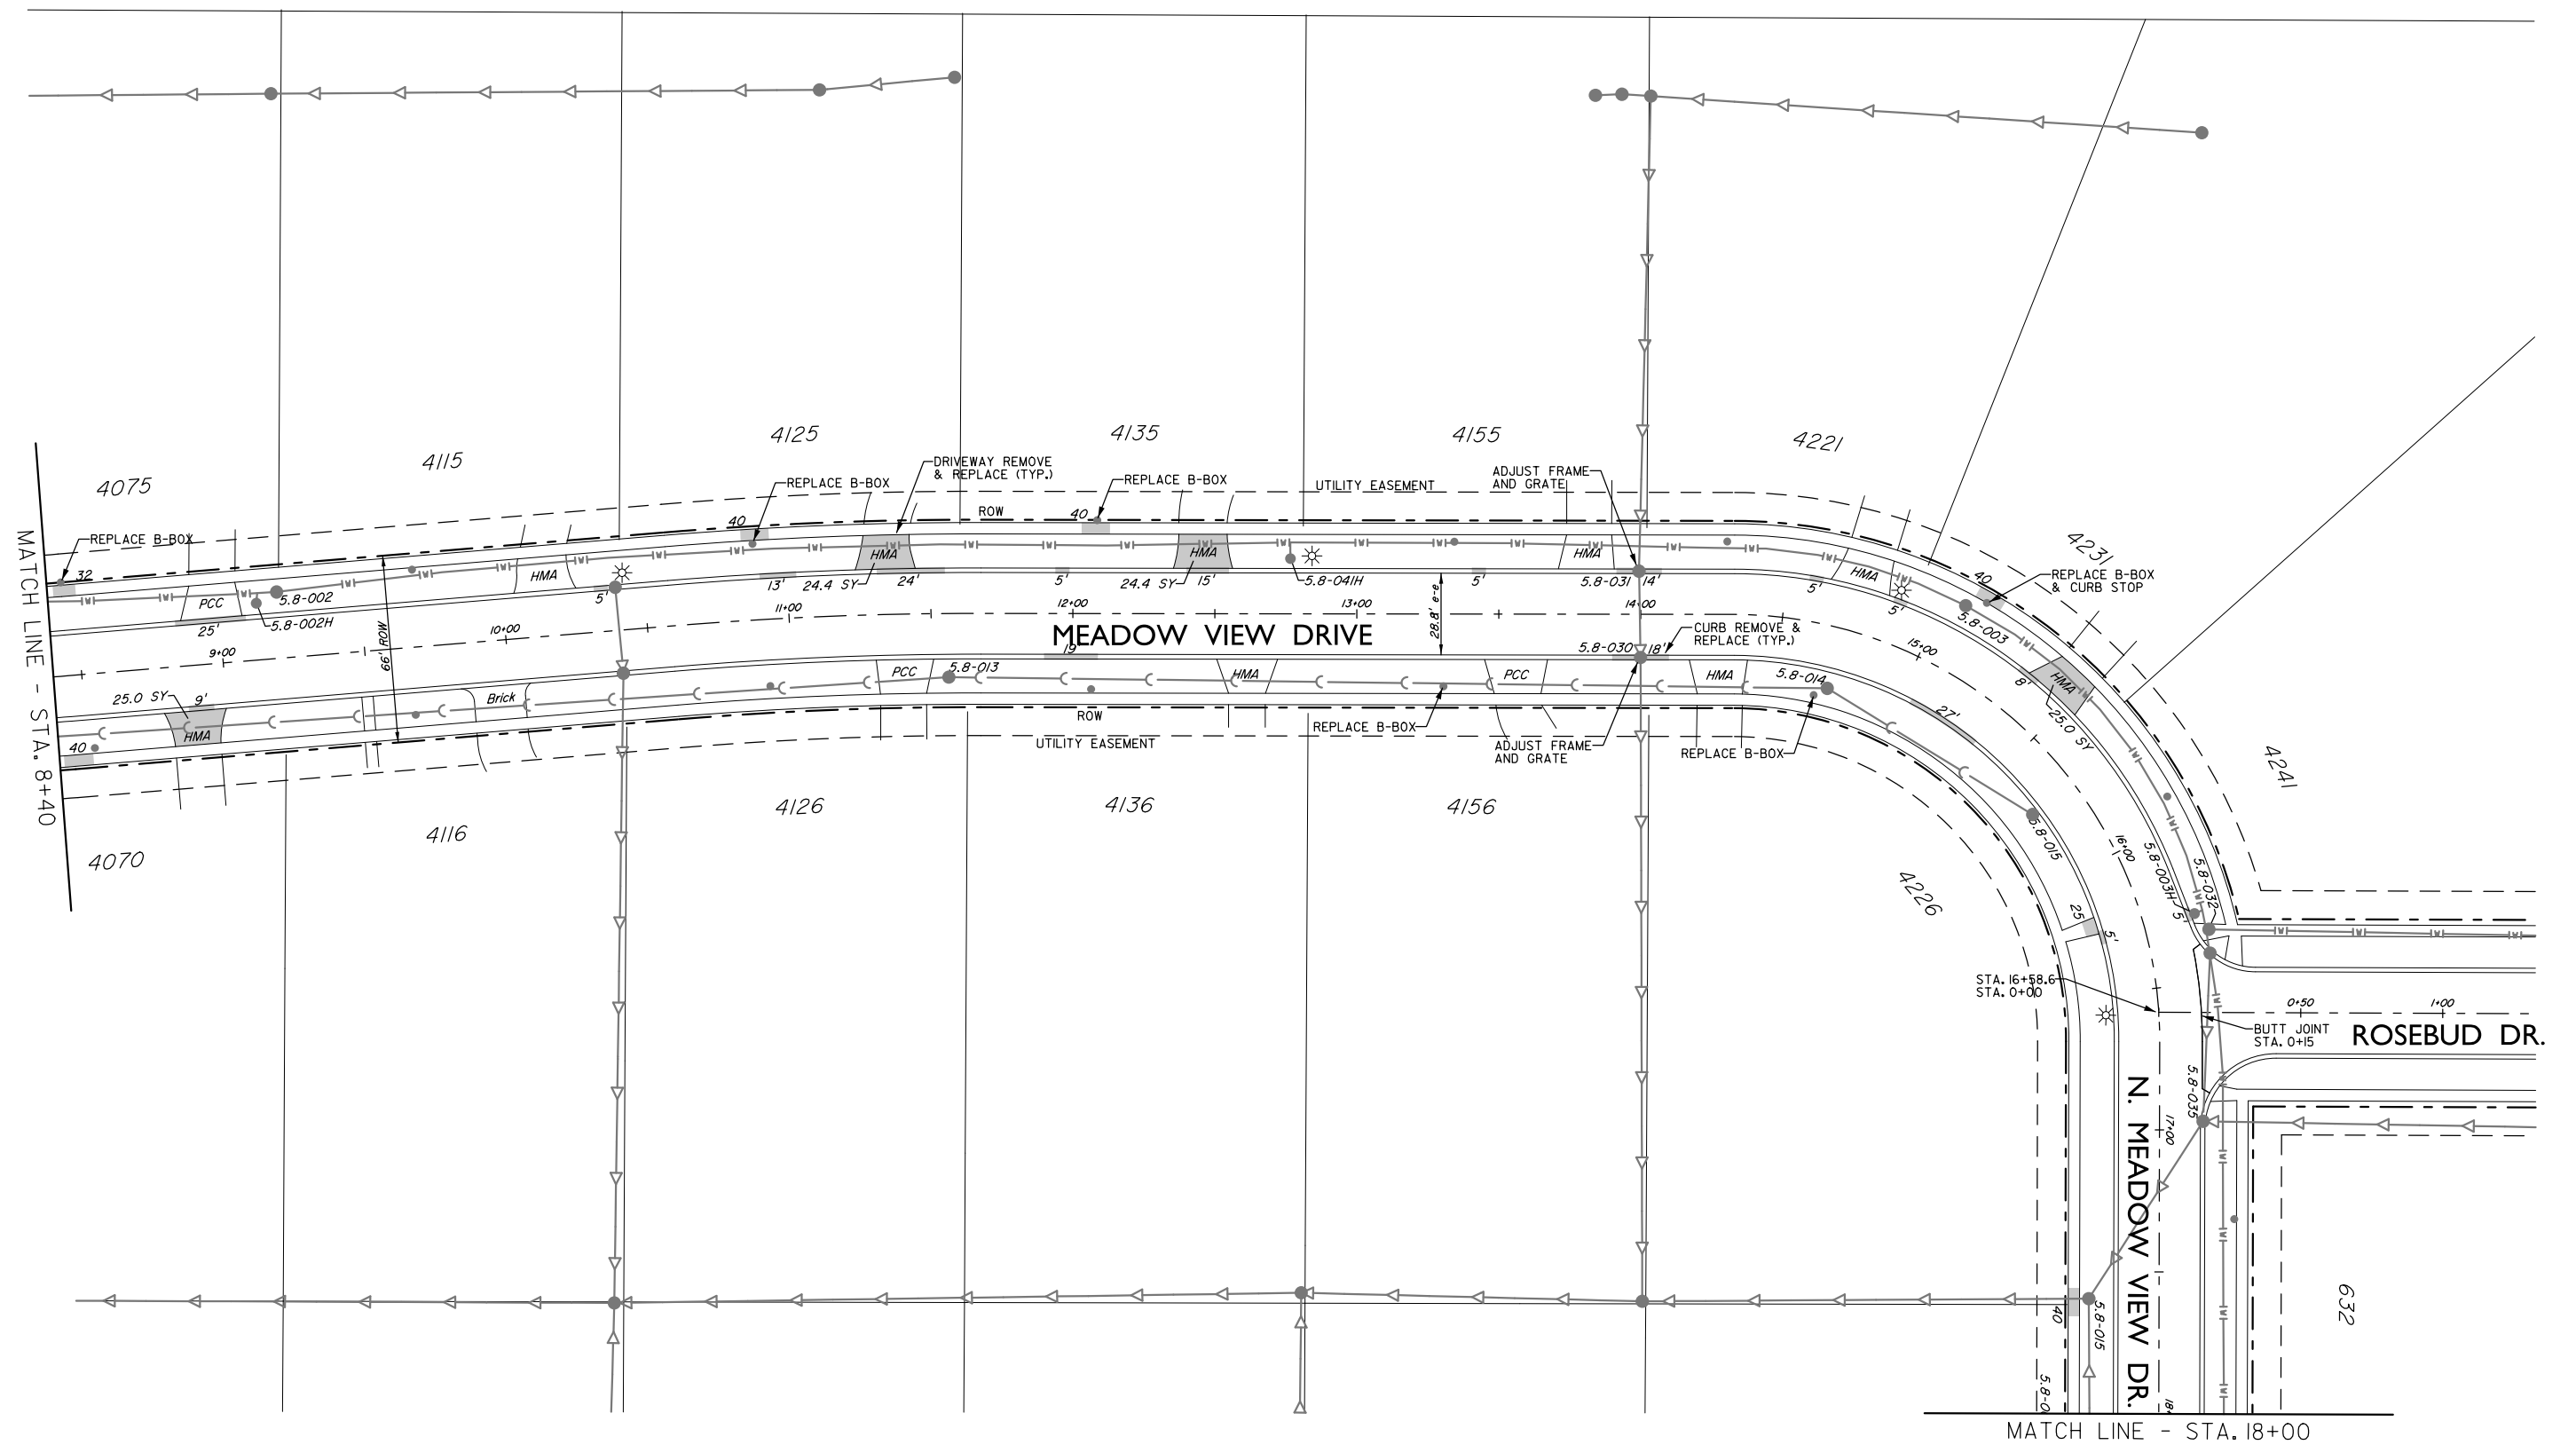 4125
4135
4155
4221
4115
4075
DRIVEWAY REMOVE
& REPLACE (TYP.)
REPLACE B-BOX
REPLACE B-BOX
ADJUST FRAME
AND GRATE
UTILITY EASEMENT
ROW
40
40
REPLACE B-BOX
32
MATCH LINE - STA. 8+40
PCC
5.8-002
5.8-002H
25'
HMA
5'
13'
24.4 SY
HMA
24'
5'
24.4 SY
HMA
15'
5.8-041H
5'
HMA
5.8-031
14'
5'
HMA
5'
40
4231
REPLACE B-BOX
& CURB STOP
5.8-003
8'
HMA
25.0 SY
4241
9+00
10+00
11+00
12+00
13+00
14+00
15+00
16+00
66' ROW
28.8' e-e
MEADOW VIEW DRIVE
19'
CURB REMOVE &
REPLACE (TYP.)
5.8-030
18'
25.0 SY
9'
HMA
40
Brick
PCC
5.8-013
HMA
PCC
HMA
5.8-014
27'
ROW
UTILITY EASEMENT
REPLACE B-BOX
ADJUST FRAME
AND GRATE
REPLACE B-BOX
4070
4116
4126
4136
4156
4226
5.8-015
5.8-003H
5'
5.8-032
25
5'
STA. 16+58.6
STA. 0+00
0+50
1+00
BUTT JOINT
STA. 0+15
ROSEBUD DR.
5.8-035
17+00
N. MEADOW VIEW DR.
40
5.8-015
632
5.8-0
18+
MATCH LINE - STA. 18+00